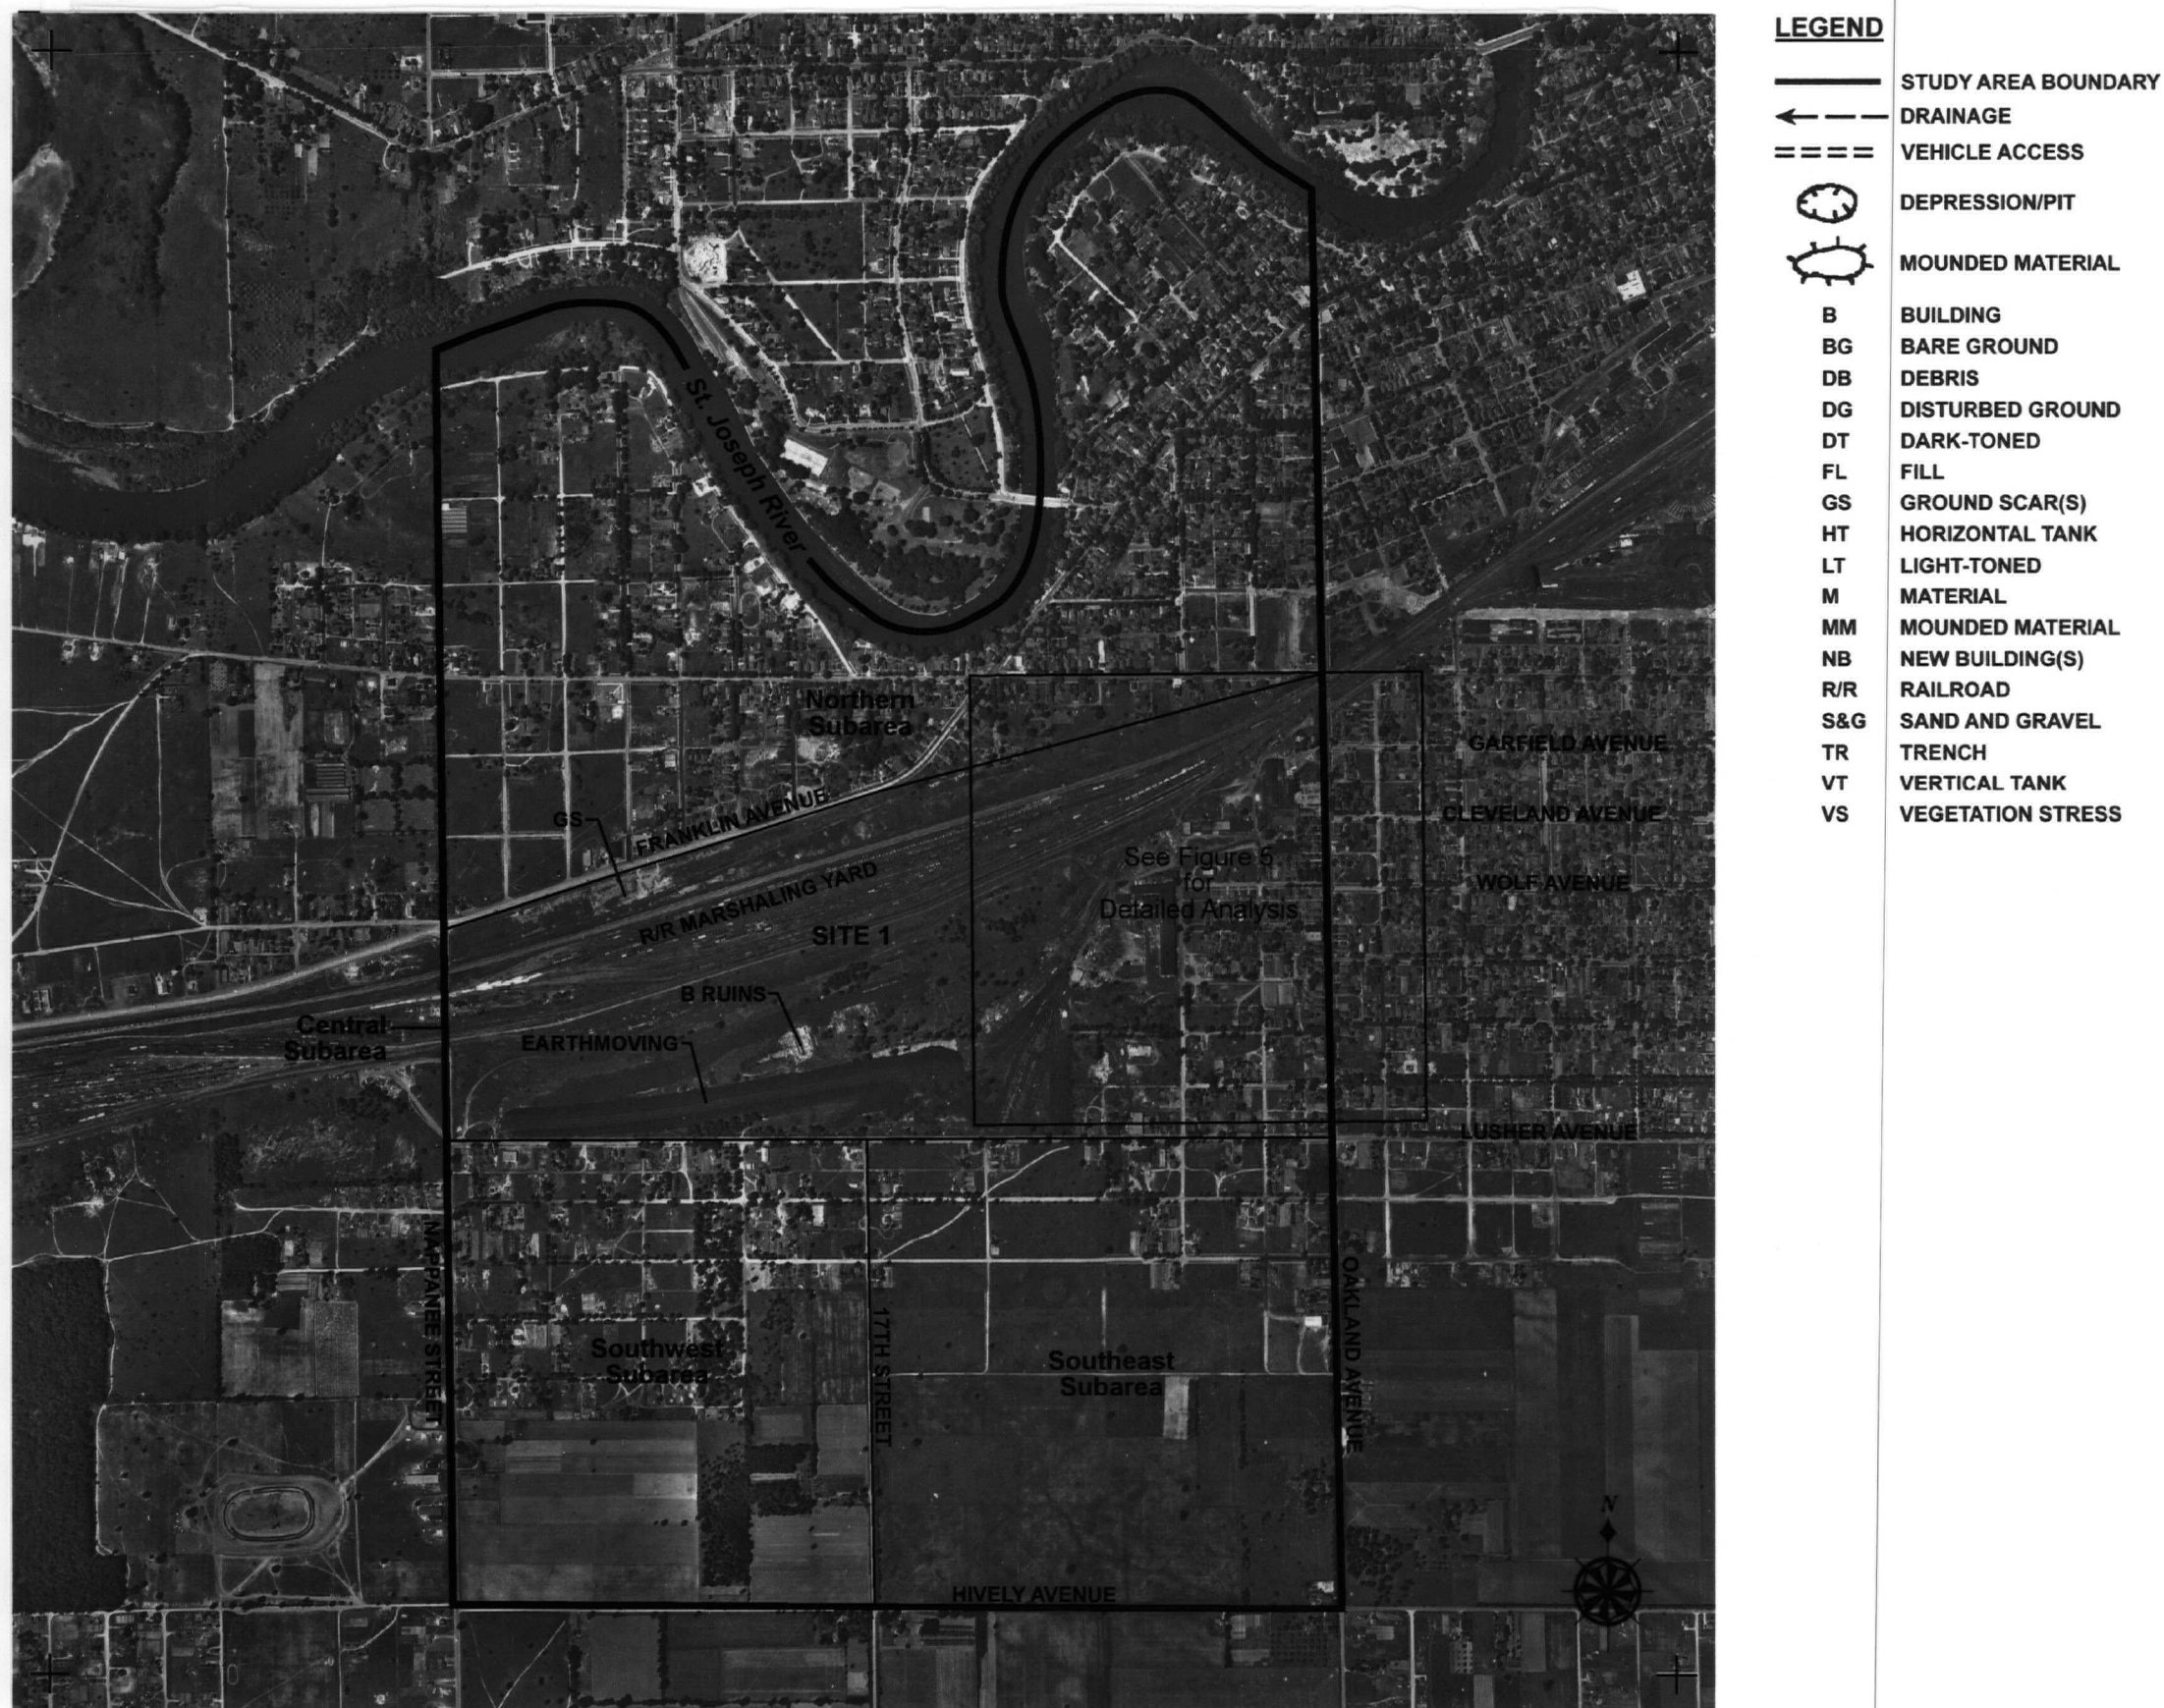 St. Joseph River
Northern
Subarea
GARFIELD AVENUE
CLEVELAND AVENUE
GS
FRANKLIN AVENUE
See Figure 5
for
Detailed Analysis
WOLF AVENUE
R/R MARSHALING YARD
SITE 1
B RUINS
Central
Subarea
EARTHMOVING
LUSHER AVENUE
NAPPANEE STREET
17TH STREET
OAKLAND AVENUE
Southwest
Subarea
Southeast
Subarea
HIVELY AVENUE
N
LEGEND
STUDY AREA BOUNDARY
DRAINAGE
VEHICLE ACCESS
DEPRESSION/PIT
MOUNDED MATERIAL
B BUILDING
BG BARE GROUND
DB DEBRIS
DG DISTURBED GROUND
DT DARK-TONED
FL FILL
GS GROUND SCAR(S)
HT HORIZONTAL TANK
LT LIGHT-TONED
M MATERIAL
MM MOUNDED MATERIAL
NB NEW BUILDING(S)
R/R RAILROAD
S&G SAND AND GRAVEL
TR TRENCH
VT VERTICAL TANK
VS VEGETATION STRESS